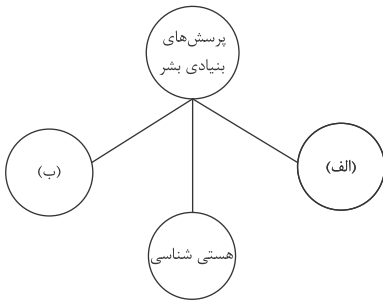 پرسش‌های
بنیادی بشر
(الف)
(ب)
هستی شناسی